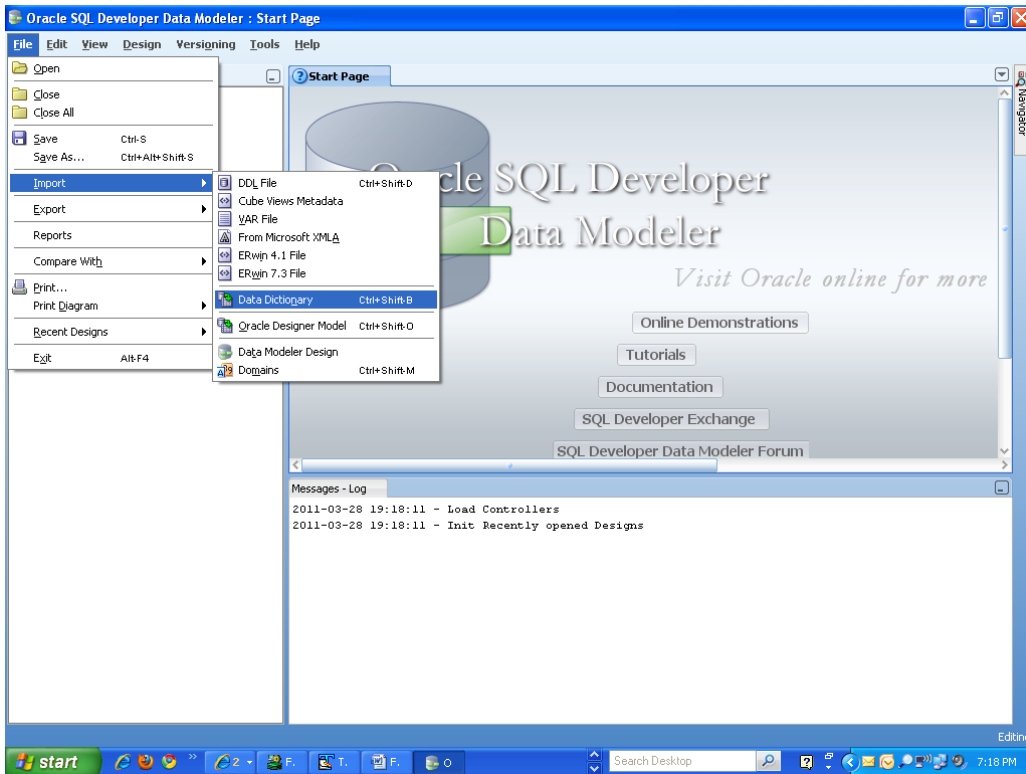 Oracle SQL Developer Data Modeler : Start Page
File Edit View Design Versioning Tools Help
Open
Close
Close All
Save Ctrl-S
Save As... Ctrl+Alt+Shift-S
Import
Export
Reports
Compare With
Print...
Print Diagram
Recent Designs
Exit Alt-F4
DDL File Ctrl+Shift-D
Cube Views Metadata
VAR File
From Microsoft XMLA
ERwin 4.1 File
ERwin 7.3 File
Data Dictionary Ctrl+Shift-B
Oracle Designer Model Ctrl+Shift-O
Data Modeler Design
Domains Ctrl+Shift-M
Start Page
Navigator
Oracle SQL Developer
Data Modeler
Visit Oracle online for more
Online Demonstrations
Tutorials
Documentation
SQL Developer Exchange
SQL Developer Data Modeler Forum
Messages - Log
2011-03-28 19:18:11 - Load Controllers
2011-03-28 19:18:11 - Init Recently opened Designs
Editin
start 2 F. T. F. O Search Desktop 7:18 PM